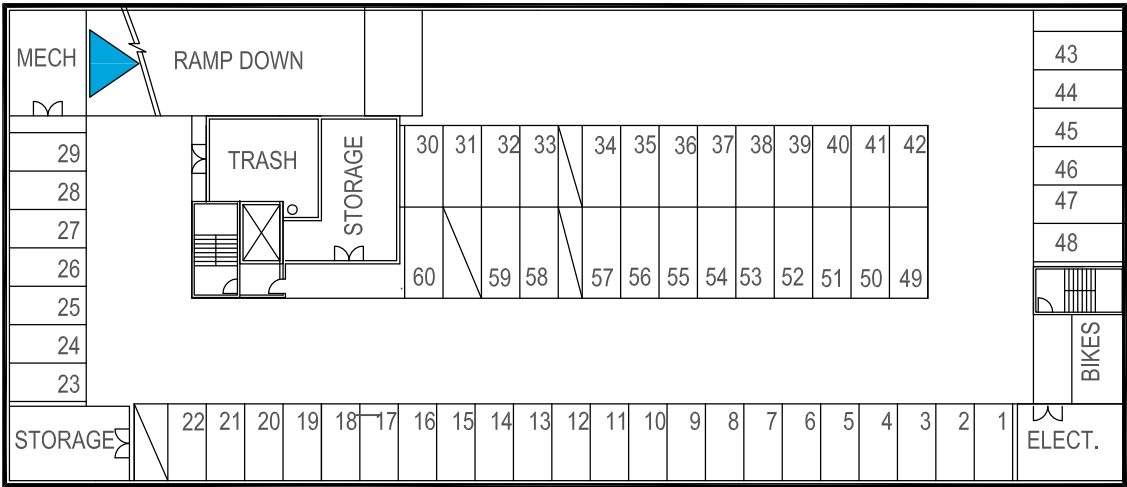 MECH
RAMP DOWN
43
44
45
46
47
48
29
28
27
26
25
24
23
TRASH
STORAGE
30 31 32 33 34 35 36 37 38 39 40 41 42
60 59 58 57 56 55 54 53 52 51 50 49
BIKES
STORAGE
22 21 20 19 18 17 16 15 14 13 12 11 10 9 8 7 6 5 4 3 2 1
ELECT.